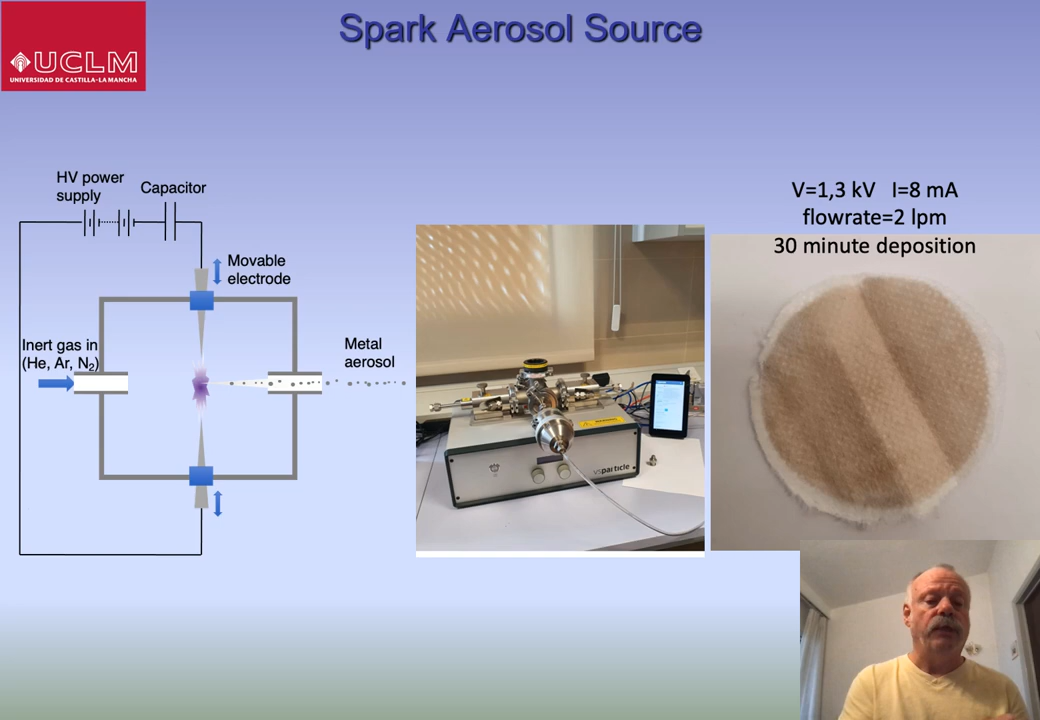 Spark Aerosol Source
UCLM
UNIVERSIDAD DE CASTILLA-LA MANCHA
HV power
supply
Capacitor
Movable
electrode
Inert gas in
(He, Ar, N₂)
Metal
aerosol
vsparticle
V=1,3 kV I=8 mA
flowrate=2 lpm
30 minute deposition